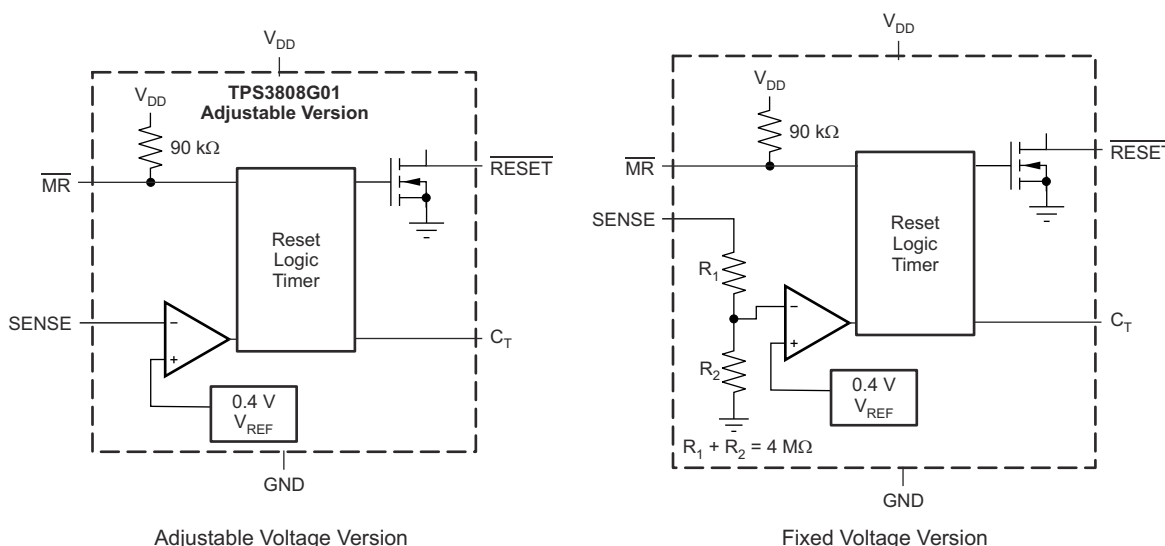 V_DD
TPS3808G01
Adjustable Version
V_DD
90 kΩ
MR
RESET
Reset
Logic
Timer
SENSE
−
+
C_T
0.4 V
V_REF
GND
Adjustable Voltage Version
V_DD
V_DD
90 kΩ
MR
RESET
SENSE
R_1
Reset
Logic
Timer
−
+
C_T
R_2
0.4 V
V_REF
R_1 + R_2 = 4 MΩ
GND
Fixed Voltage Version